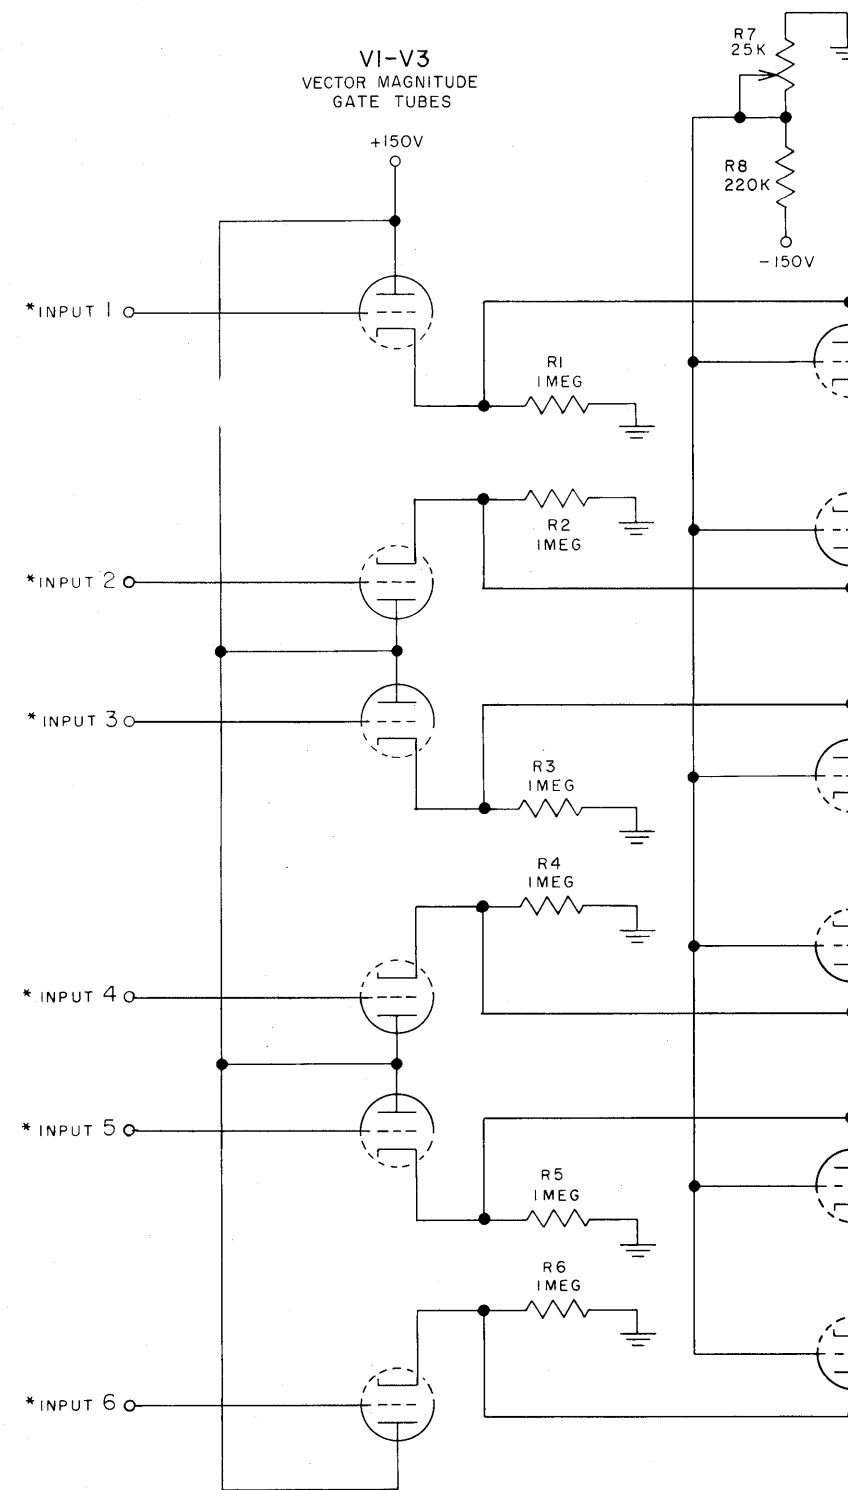 V1-V3
VECTOR MAGNITUDE
GATE TUBES
+150V
R7
25K
R8
220K
-150V
*INPUT 1
R1
1MEG
R2
1MEG
*INPUT 2
*INPUT 3
R3
1MEG
R4
1MEG
*INPUT 4
*INPUT 5
R5
1MEG
R6
1MEG
*INPUT 6